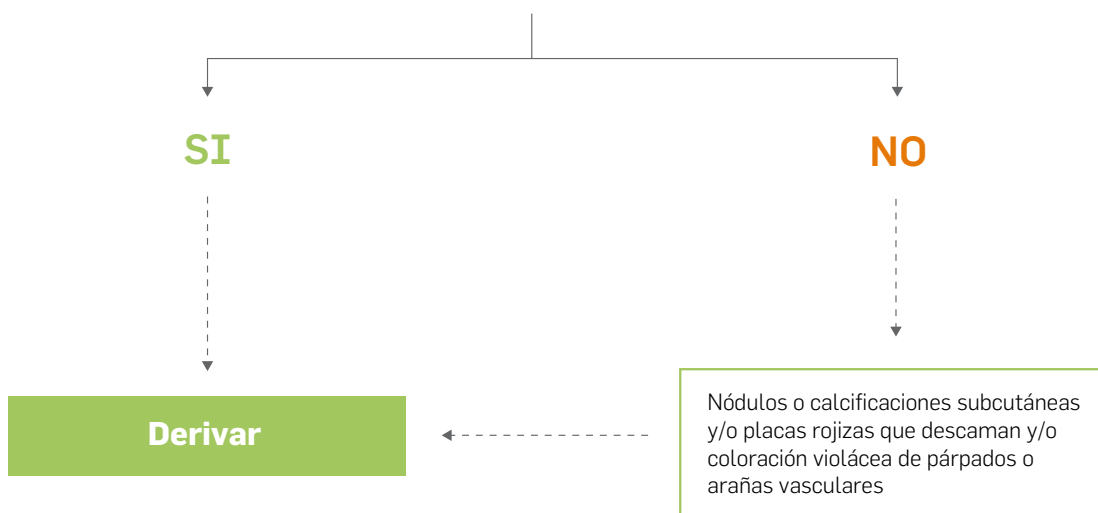 SI
NO
Derivar
Nódulos o calcificaciones subcutáneas
y/o placas rojizas que descaman y/o
coloración violácea de párpados o
arañas vasculares